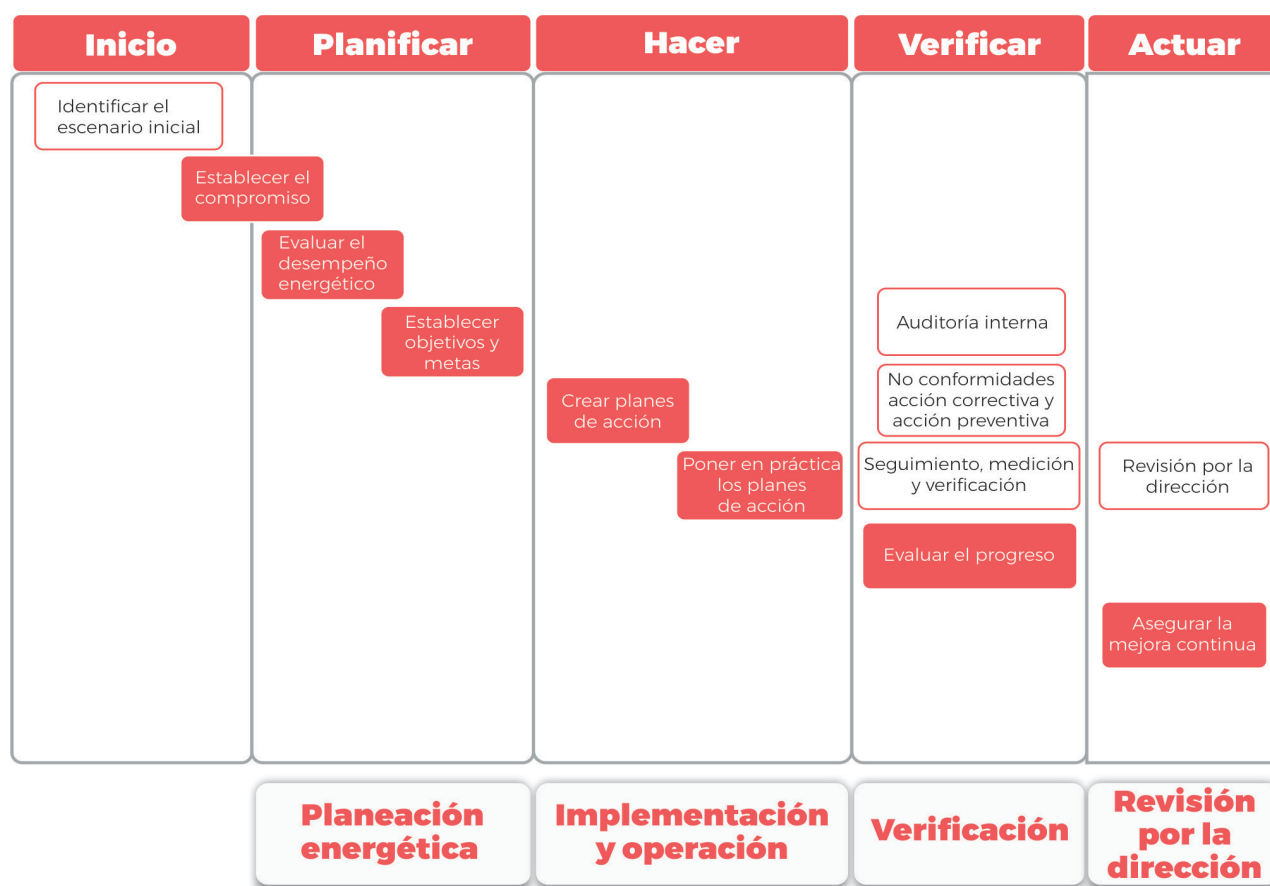 Inicio
Planificar
Hacer
Verificar
Actuar
Identificar el
escenario inicial
Establecer el
compromiso
Evaluar el
desempeño
energético
Establecer
objetivos y
metas
Crear planes
de acción
Poner en práctica
los planes
de acción
Auditoría interna
No conformidades
acción correctiva y
acción preventiva
Seguimiento, medición
y verificación
Evaluar el progreso
Revisión por la
dirección
Asegurar la
mejora continua
Planeación
energética
Implementación
y operación
Verificación
Revisión
por la
dirección